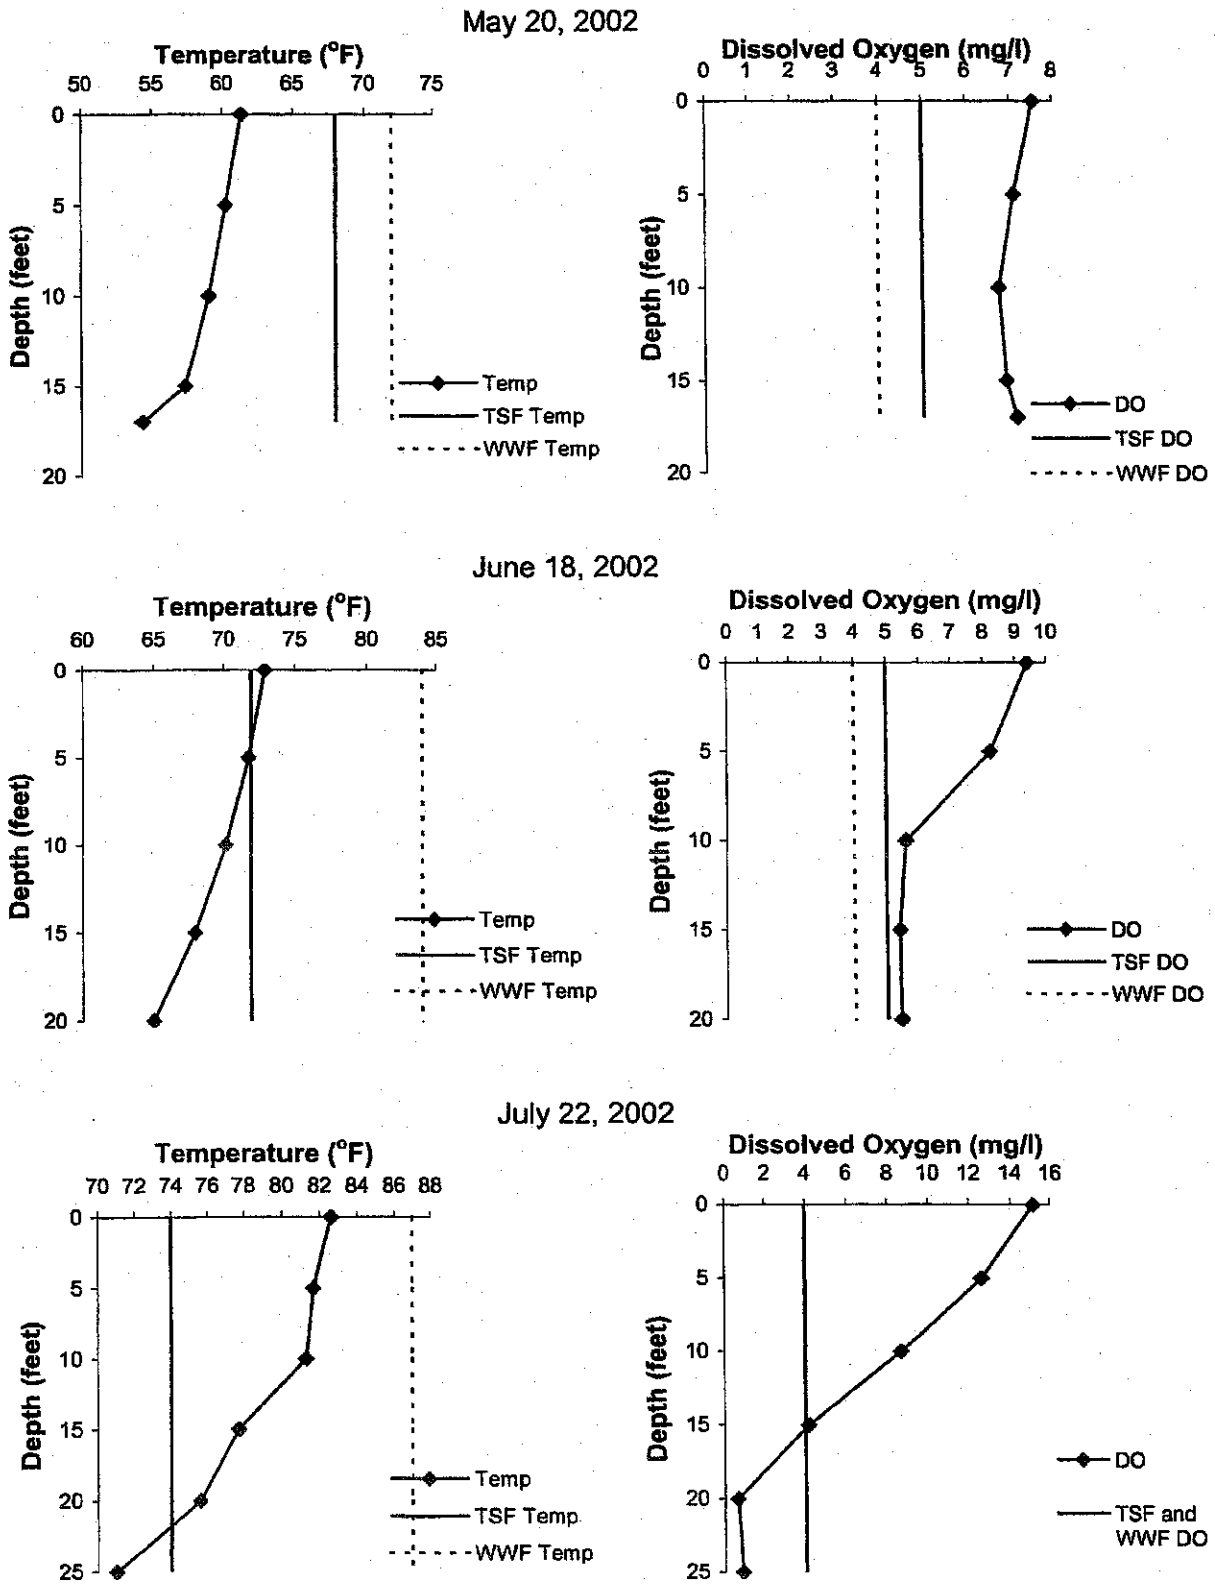 May 20, 2002
Temperature (°F)
50 55 60 65 70 75
0
5
10
15
20
Depth (feet)
Temp
TSF Temp
WWF Temp
Dissolved Oxygen (mg/l)
0 1 2 3 4 5 6 7 8
0
5
10
15
20
Depth (feet)
DO
TSF DO
WWF DO
June 18, 2002
Temperature (°F)
60 65 70 75 80 85
0
5
10
15
20
Depth (feet)
Temp
TSF Temp
WWF Temp
Dissolved Oxygen (mg/l)
0 1 2 3 4 5 6 7 8 9 10
0
5
10
15
20
Depth (feet)
DO
TSF DO
WWF DO
July 22, 2002
Temperature (°F)
70 72 74 76 78 80 82 84 86 88
0
5
10
15
20
25
Depth (feet)
Temp
TSF Temp
WWF Temp
Dissolved Oxygen (mg/l)
0 2 4 6 8 10 12 14 16
0
5
10
15
20
25
Depth (feet)
DO
TSF and
WWF DO